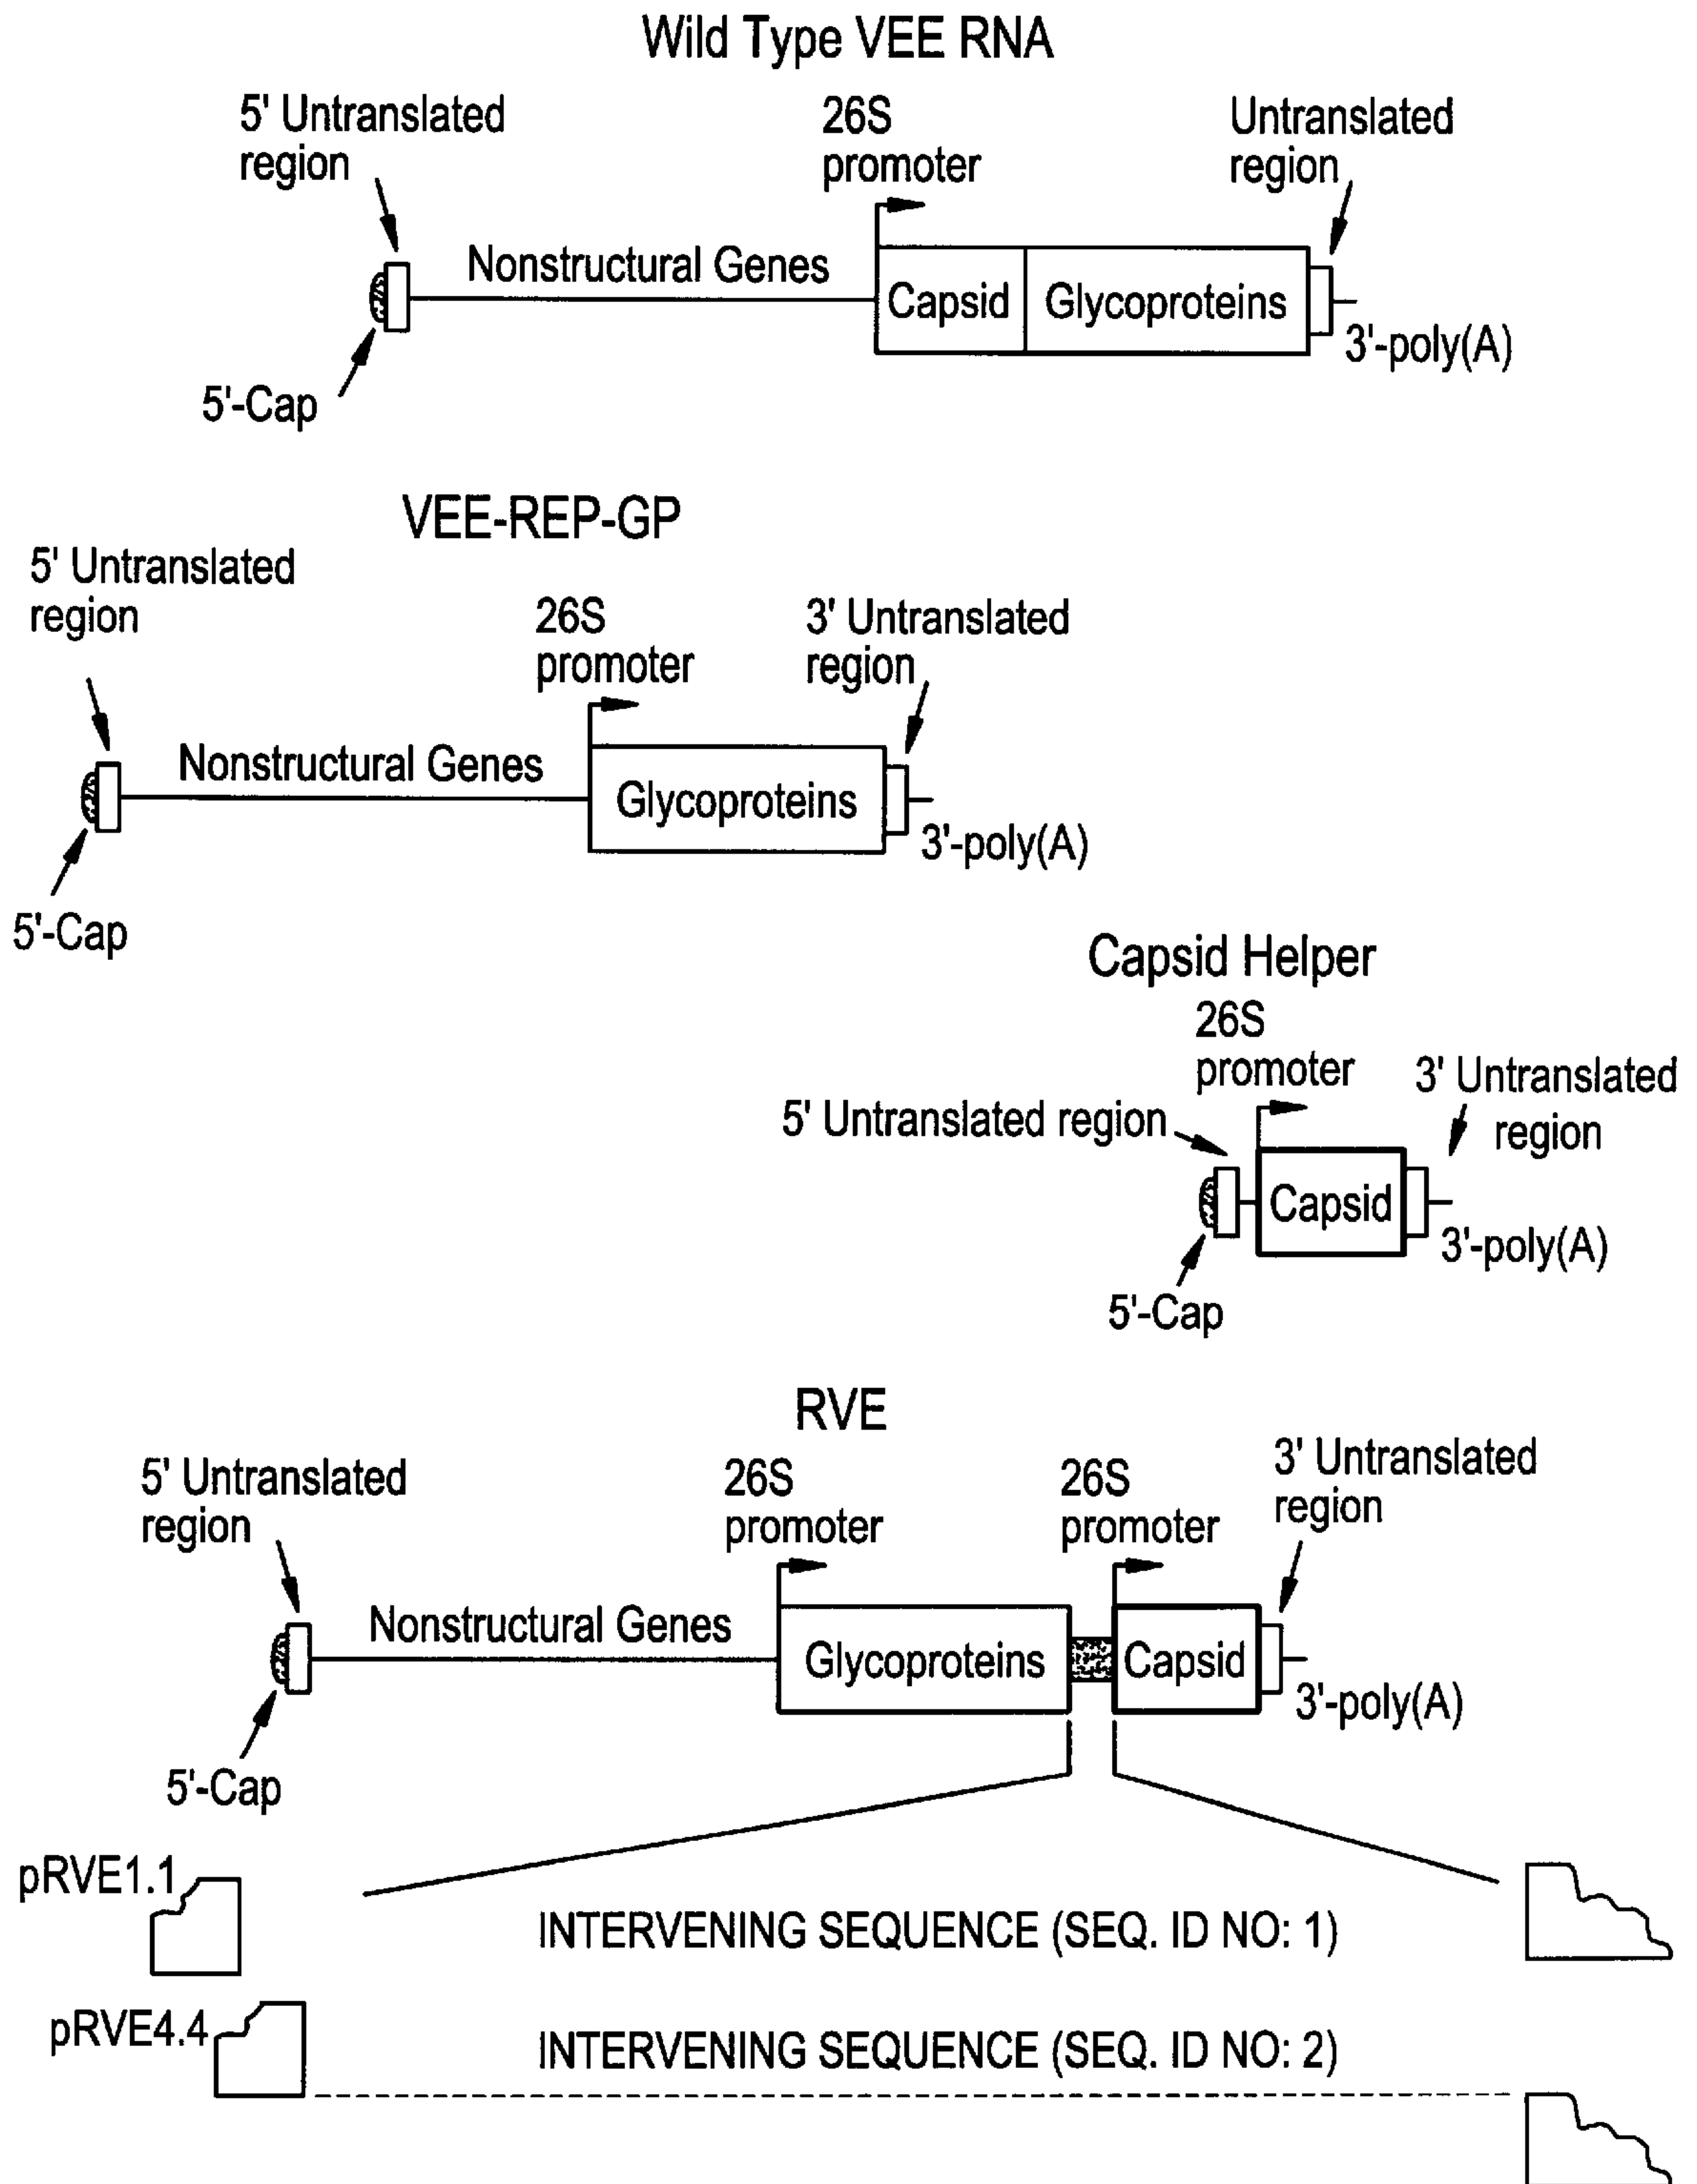 Wild Type VEE RNA
5' Untranslated
region
26S
promoter
Untranslated
region
Nonstructural Genes
Capsid
Glycoproteins
3'-poly(A)
5'-Cap
VEE-REP-GP
5' Untranslated
region
26S
promoter
3' Untranslated
region
Nonstructural Genes
Glycoproteins
3'-poly(A)
5'-Cap
Capsid Helper
26S
promoter
3' Untranslated
region
5' Untranslated region
Capsid
3'-poly(A)
5'-Cap
RVE
5' Untranslated
region
26S
promoter
26S
promoter
3' Untranslated
region
Nonstructural Genes
Glycoproteins
Capsid
3'-poly(A)
5'-Cap
pRVE1.1
INTERVENING SEQUENCE (SEQ. ID NO: 1)
pRVE4.4
INTERVENING SEQUENCE (SEQ. ID NO: 2)